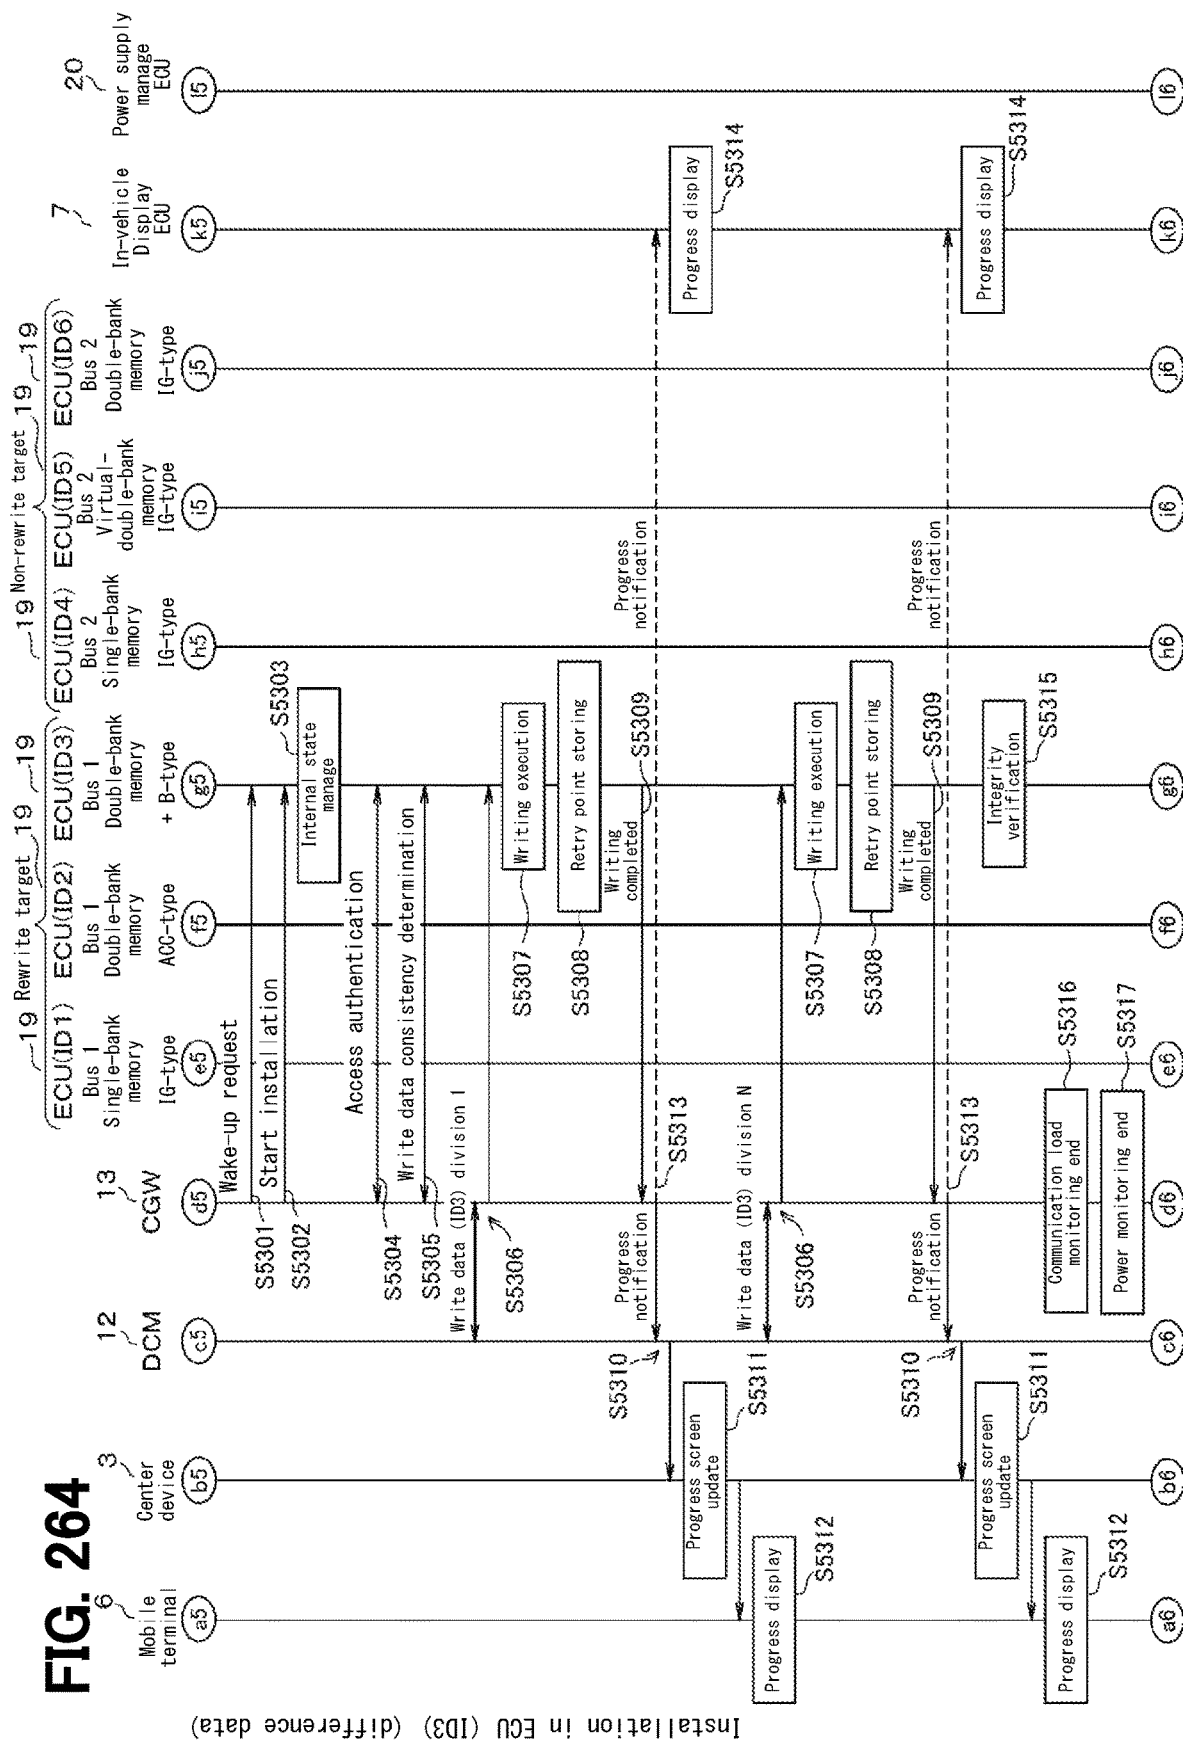 FIG. 264
Installation in ECU (ID3) (difference data)
6
Mobile
terminal
a5
3
Center
device
b5
12
DCM
c5
13
CGW
d5
19
Rewrite target
19
19
ECU(ID1)
Bus 1
Single-bank
memory
IG-type
e5
ECU(ID2)
Bus 1
Double-bank
memory
ACC-type
f5
ECU(ID3)
Bus 1
Double-bank
memory
+ B-type
g5
19
Non-rewrite target
19
19
ECU(ID4)
Bus 2
Single-bank
memory
IG-type
h5
ECU(ID5)
Bus 2
Virtual-
double-bank
memory
IG-type
i5
ECU(ID6)
Bus 2
Double-bank
memory
IG-type
j5
7
In-vehicle
Display
ECU
k5
20
Power supply
manage
ECU
l5
Wake-up request
S5301
Start installation
S5302
Internal state
manage
S5303
Access authentication
S5304
Write data consistency determination
S5305
Write data (ID3) division 1
S5306
Writing execution
S5307
Retry point storing
S5308
Writing
completed
S5309
Progress
notification
S5313
Progress
notification
S5310
Progress display
S5314
Progress screen
update
S5311
Progress display
S5312
Write data (ID3) division N
S5306
Writing execution
S5307
Retry point storing
S5308
Writing
completed
S5309
Progress
notification
S5313
Progress
notification
S5310
Progress display
S5314
Progress screen
update
S5311
Integrity
verification
S5315
Progress display
S5312
Communication load
monitoring end
S5316
Power monitoring end
S5317
a6
b6
c6
d6
e6
f6
g6
h6
i6
j6
k6
l6